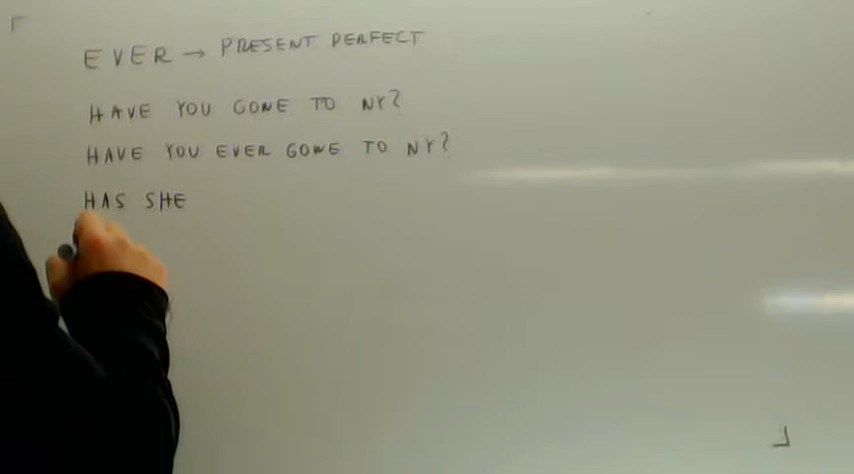 EVER → PRESENT PERFECT
HAVE YOU GONE TO NY?
HAVE YOU EVER GONE TO NY?
HAS SHE